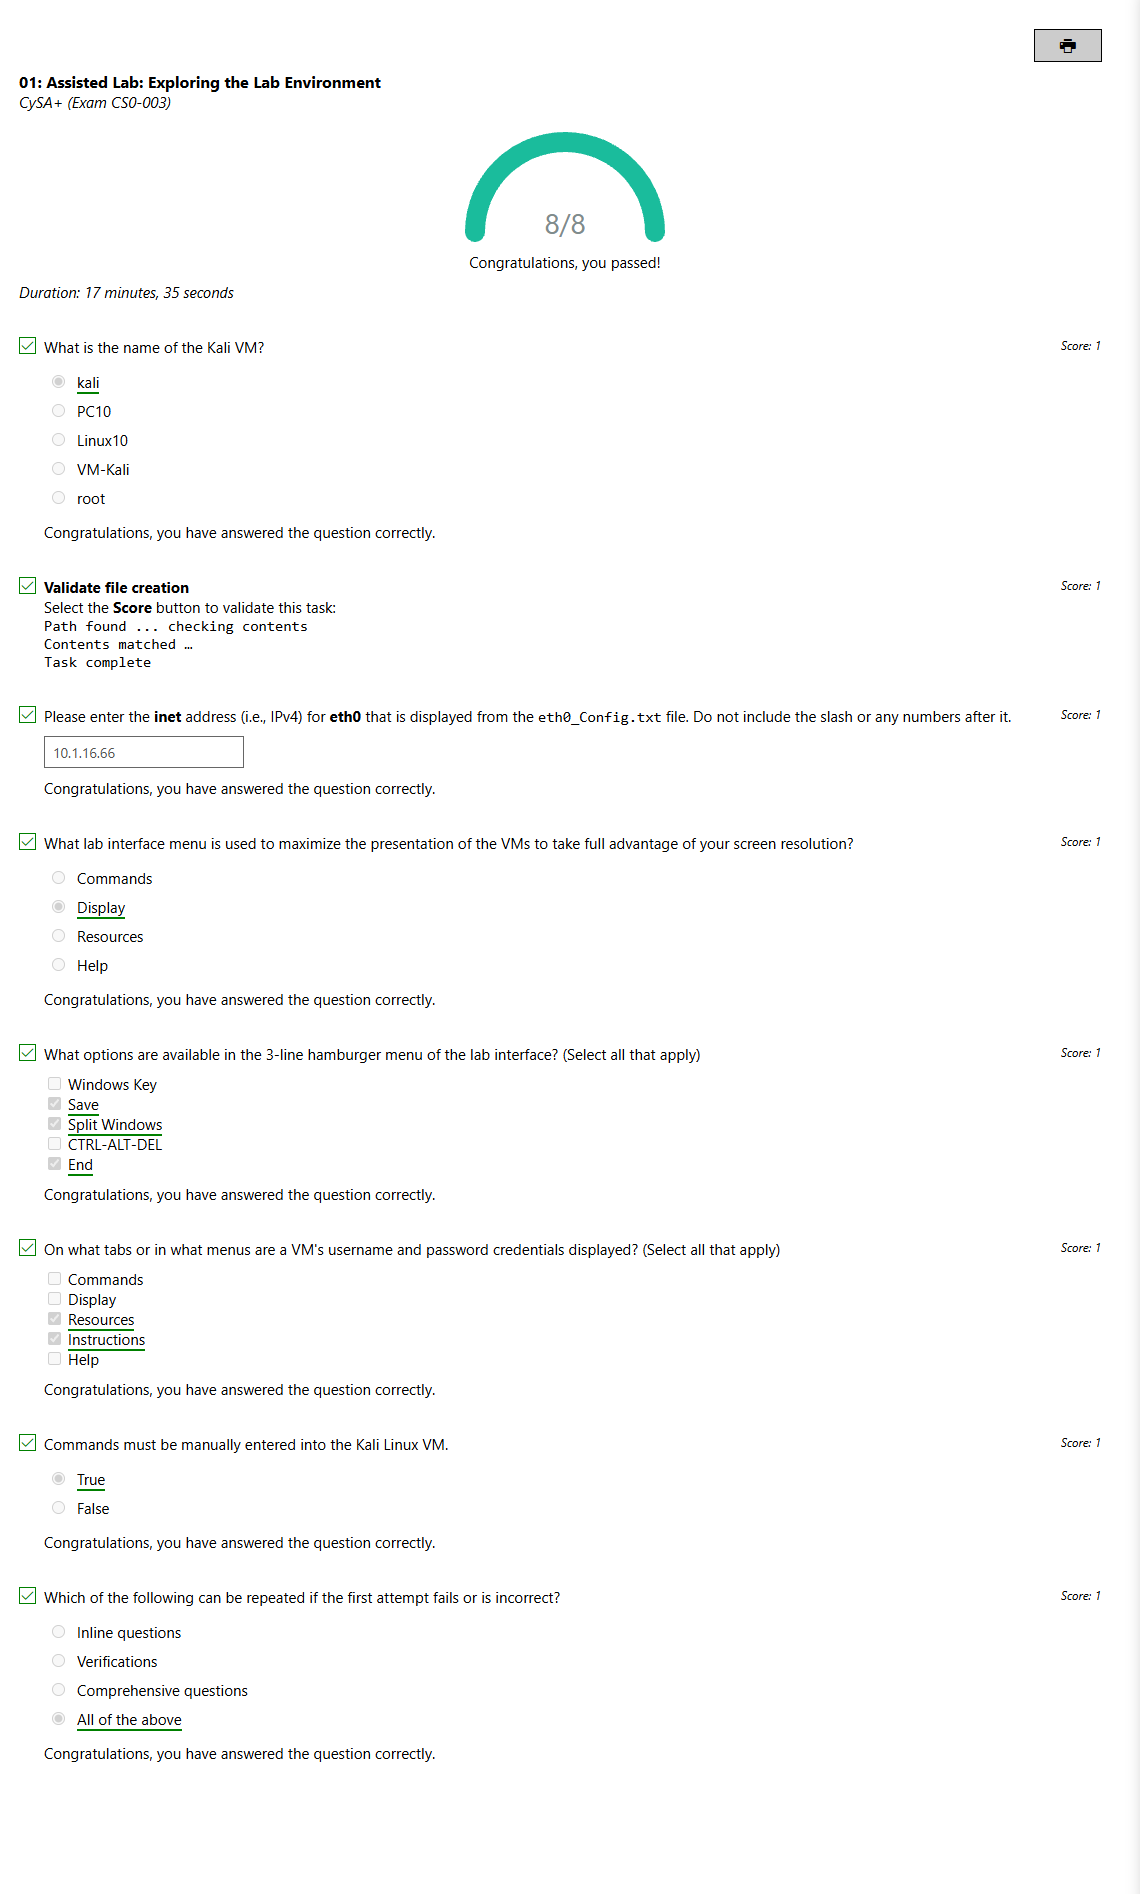 01: Assisted Lab: Exploring the Lab Environment
CySA+ (Exam CS0-003)
8/8
Congratulations, you passed!
Duration: 17 minutes, 35 seconds
What is the name of the Kali VM?
Score: 1
kali
PC10
Linux10
VM-Kali
root
Congratulations, you have answered the question correctly.
Validate file creation
Score: 1
Select the Score button to validate this task:
Path found ... checking contents
Contents matched …
Task complete
Please enter the inet address (i.e., IPv4) for eth0 that is displayed from the eth0_Config.txt file. Do not include the slash or any numbers after it.
Score: 1
10.1.16.66
Congratulations, you have answered the question correctly.
What lab interface menu is used to maximize the presentation of the VMs to take full advantage of your screen resolution?
Score: 1
Commands
Display
Resources
Help
Congratulations, you have answered the question correctly.
What options are available in the 3-line hamburger menu of the lab interface? (Select all that apply)
Score: 1
Windows Key
Save
Split Windows
CTRL-ALT-DEL
End
Congratulations, you have answered the question correctly.
On what tabs or in what menus are a VM's username and password credentials displayed? (Select all that apply)
Score: 1
Commands
Display
Resources
Instructions
Help
Congratulations, you have answered the question correctly.
Commands must be manually entered into the Kali Linux VM.
Score: 1
True
False
Congratulations, you have answered the question correctly.
Which of the following can be repeated if the first attempt fails or is incorrect?
Score: 1
Inline questions
Verifications
Comprehensive questions
All of the above
Congratulations, you have answered the question correctly.